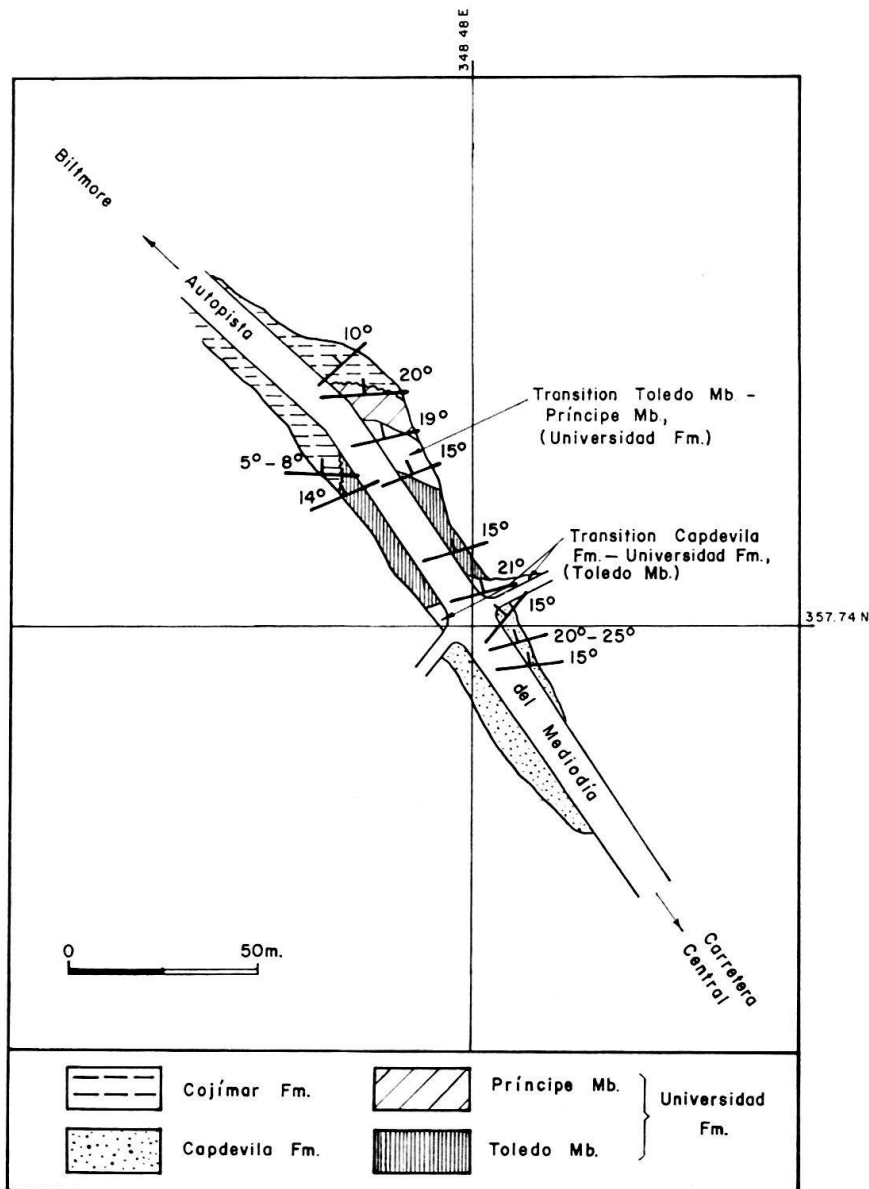 348.48E
Biltmore
Autopista
10°
20°
Transition Toledo Mb. -
Príncipe Mb.,
(Universidad Fm.)
19°
15°
5°-8°
14°
15°
Transition Capdevila
Fm. — Universidad Fm.,
(Toledo Mb.)
21°
15°
357.74 N
20°-25°
15°
del Mediodía
0 50m.
Carretera
Central
Cojímar Fm.
Príncipe Mb.
Universidad
Fm.
Capdevila Fm.
Toledo Mb.